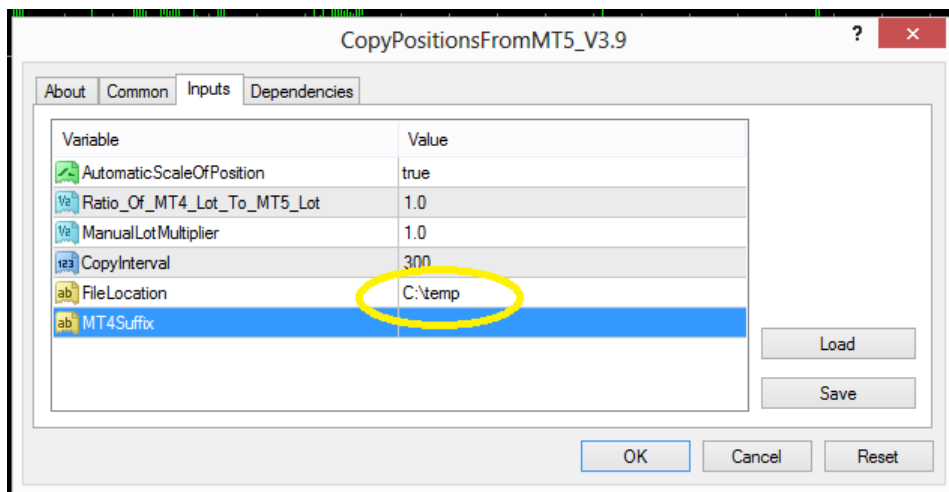 CopyPositionsFromMT5_V3.9 ? ×
About Common Inputs Dependencies
Variable Value
AutomaticScaleOfPosition true
Ratio_Of_MT4_Lot_To_MT5_Lot 1.0
ManualLotMultiplier 1.0
CopyInterval 300
FileLocation C:\temp
MT4Suffix
Load
Save
OK Cancel Reset